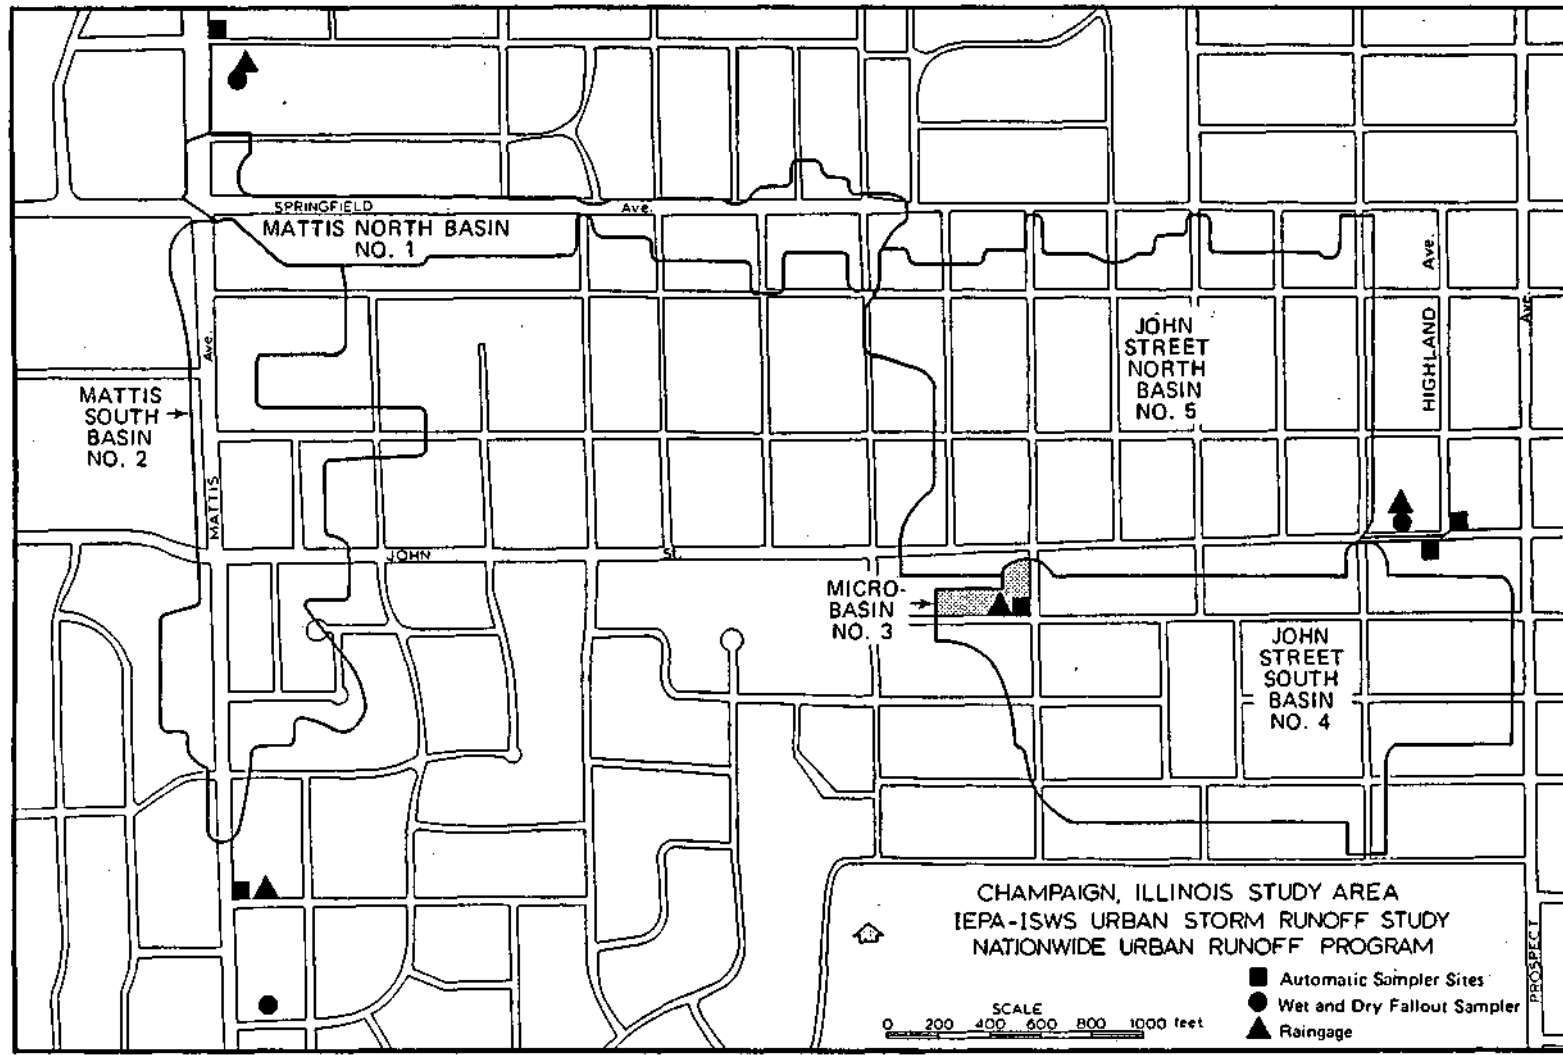 SPRINGFIELD Ave.
MATTIS NORTH BASIN
NO. 1
Ave.
HIGHLAND
Ave.
JOHN
STREET
NORTH
BASIN
NO. 5
MATTIS
SOUTH
BASIN
NO. 2
Ave.
MATTIS
JOHN St.
MICRO-
BASIN
NO. 3
JOHN
STREET
SOUTH
BASIN
NO. 4
CHAMPAIGN, ILLINOIS STUDY AREA
IEPA-ISWS URBAN STORM RUNOFF STUDY
NATIONWIDE URBAN RUNOFF PROGRAM
Automatic Sampler Sites
Wet and Dry Fallout Sampler
Raingage
SCALE
0 200 400 600 800 1000 feet
PROSPECT
Ave.